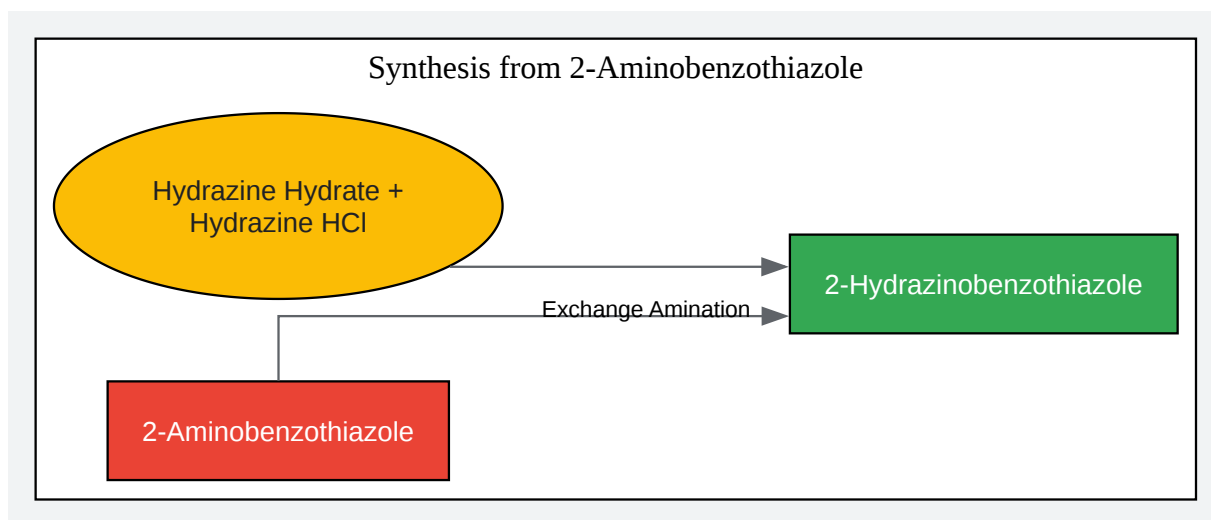 Synthesis from 2-Aminobenzothiazole
Hydrazine Hydrate +
Hydrazine HCl
2-Hydrazinobenzothiazole
Exchange Amination
2-Aminobenzothiazole